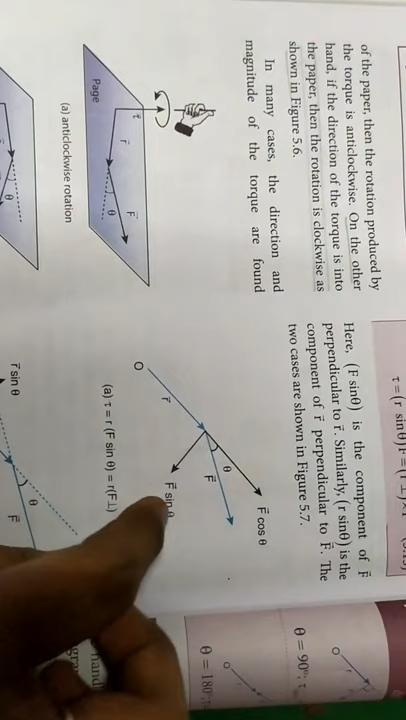 of the paper, then the rotation produced by
the torque is anticlockwise. On the other
hand, if the direction of the torque is into
the paper, then the rotation is clockwise as
shown in Figure 5.6.
In many cases, the direction and
magnitude of the torque are found
Page
r⃗
F⃗
θ
(a) anticlockwise rotation
θ
τ = (r sinθ)F = (r⊥)×F
Here, (F sinθ) is the component of F⃗
perpendicular to r⃗. Similarly, (r sinθ) is the
component of r⃗ perpendicular to F⃗. The
two cases are shown in Figure 5.7.
O
r⃗
θ
F⃗
F⃗ cos θ
F⃗ sin θ
(a) τ = r (F sin θ) = r(F⊥)
r⃗ sin θ
θ
F⃗
O
θ = 90°,
O
θ = 180°,